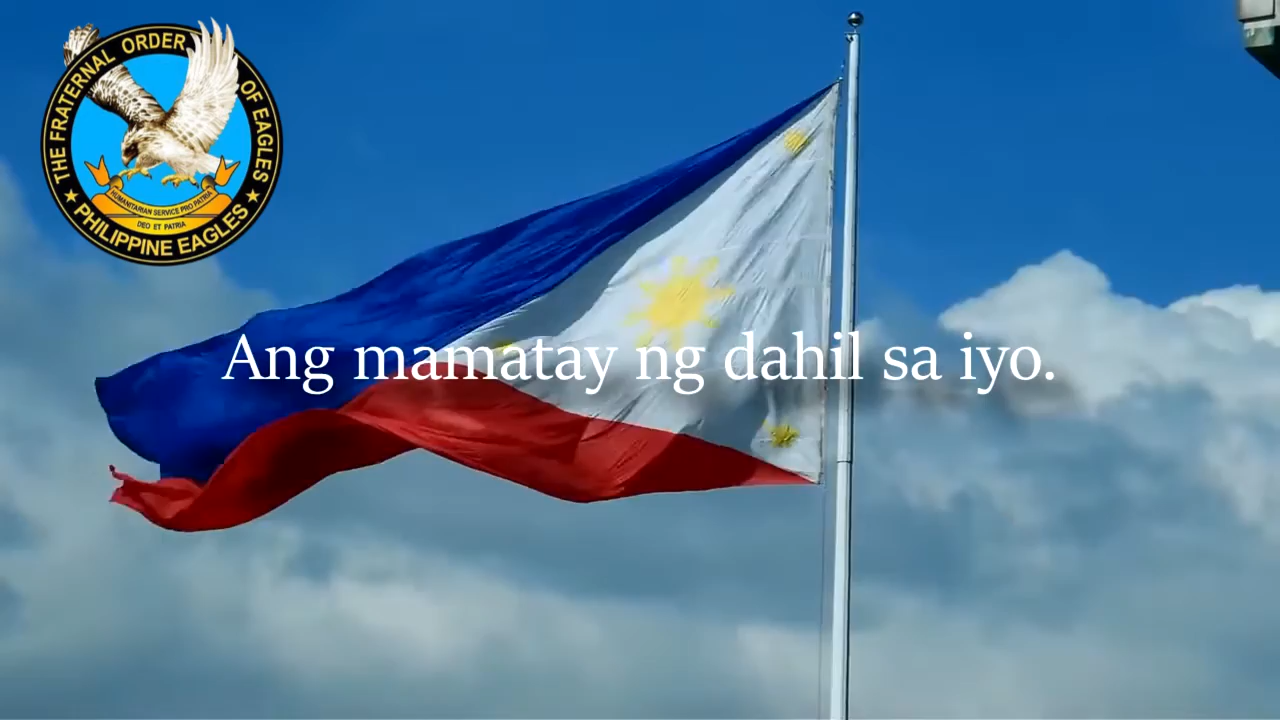 THE FRATERNAL ORDER OF EAGLES
HUMANITARIAN SERVICE PRO PATRIA
DEO ET PATRIA
★ PHILIPPINE EAGLES ★
Ang mamatay ng dahil sa iyo.